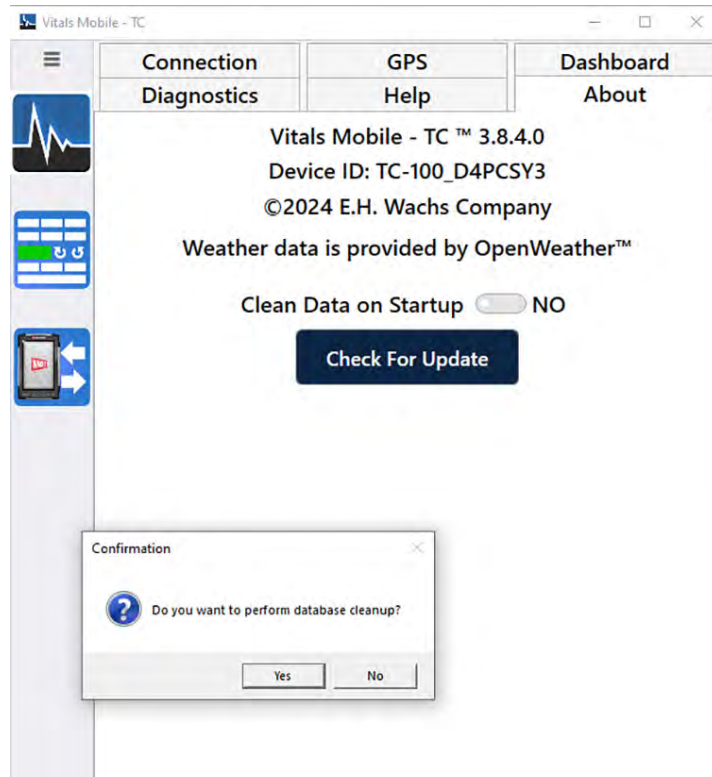 Vitals Mobile - TC
Connection
GPS
Dashboard
Diagnostics
Help
About
Vitals Mobile - TC ™ 3.8.4.0
Device ID: TC-100_D4PCSY3
©2024 E.H. Wachs Company
Weather data is provided by OpenWeather™
Clean Data on Startup NO
Check For Update
Confirmation
Do you want to perform database cleanup?
Yes
No